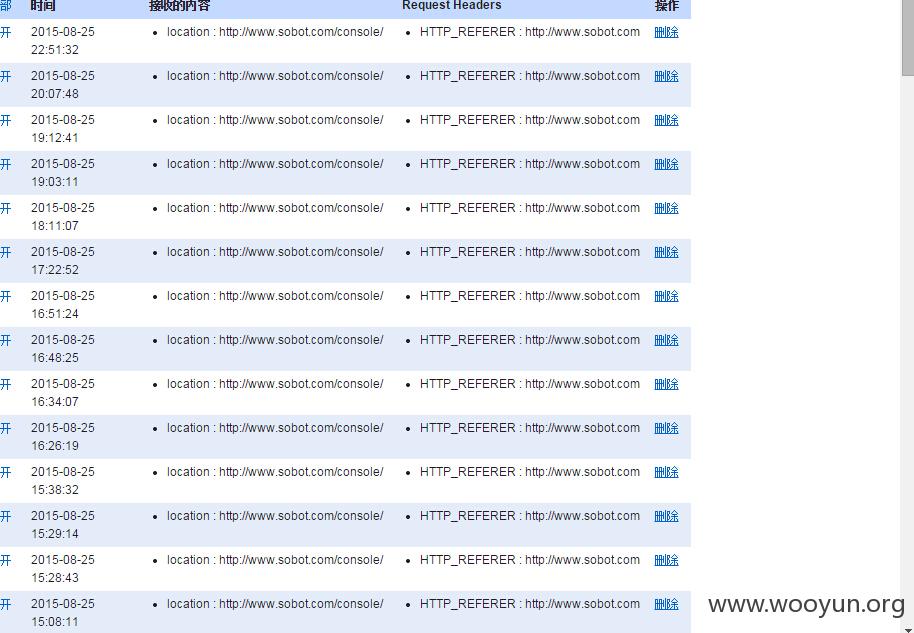 部 时间 接收的内容 Request Headers 操作
开 2015-08-25 • location : http://www.sobot.com/console/ • HTTP_REFERER : http://www.sobot.com 删除
22:51:32
开 2015-08-25 • location : http://www.sobot.com/console/ • HTTP_REFERER : http://www.sobot.com 删除
20:07:48
开 2015-08-25 • location : http://www.sobot.com/console/ • HTTP_REFERER : http://www.sobot.com 删除
19:12:41
开 2015-08-25 • location : http://www.sobot.com/console/ • HTTP_REFERER : http://www.sobot.com 删除
19:03:11
开 2015-08-25 • location : http://www.sobot.com/console/ • HTTP_REFERER : http://www.sobot.com 删除
18:11:07
开 2015-08-25 • location : http://www.sobot.com/console/ • HTTP_REFERER : http://www.sobot.com 删除
17:22:52
开 2015-08-25 • location : http://www.sobot.com/console/ • HTTP_REFERER : http://www.sobot.com 删除
16:51:24
开 2015-08-25 • location : http://www.sobot.com/console/ • HTTP_REFERER : http://www.sobot.com 删除
16:48:25
开 2015-08-25 • location : http://www.sobot.com/console/ • HTTP_REFERER : http://www.sobot.com 删除
16:34:07
开 2015-08-25 • location : http://www.sobot.com/console/ • HTTP_REFERER : http://www.sobot.com 删除
16:26:19
开 2015-08-25 • location : http://www.sobot.com/console/ • HTTP_REFERER : http://www.sobot.com 删除
15:38:32
开 2015-08-25 • location : http://www.sobot.com/console/ • HTTP_REFERER : http://www.sobot.com 删除
15:29:14
开 2015-08-25 • location : http://www.sobot.com/console/ • HTTP_REFERER : http://www.sobot.com 删除
15:28:43
开 2015-08-25 • location : http://www.sobot.com/console/ • HTTP_REFERER : http://www.sobot.com 删除
15:08:11
www.wooyun.org